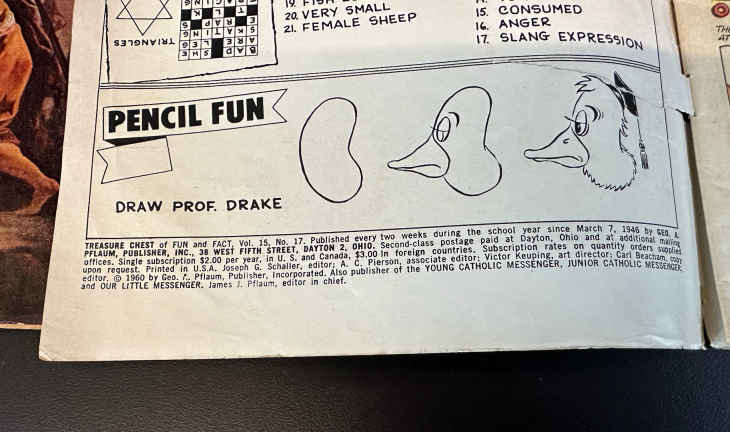 19. FISH
20. VERY SMALL
21. FEMALE SHEEP
15. CONSUMED
16. ANGER
17. SLANG EXPRESSION
TRIANGLES
PENCIL FUN
DRAW PROF. DRAKE
TREASURE CHEST of FUN and FACT, Vol. 15, No. 17. Published every two weeks during the school year since March 7, 1946 by GEO. A.
PFLAUM, PUBLISHER, INC., 38 WEST FIFTH STREET, DAYTON 2, OHIO. Second-class postage paid at Dayton, Ohio and at additional mailing
offices. Single subscription $2.00 per year, in U. S. and Canada, $3.00 in foreign countries. Subscription rates on quantity orders supplied
upon request. Printed in U.S.A. Joseph G. Schaller, editor; A. C. Pierson, associate editor; Victor Keuping, art director; Carl Beacham, copy
editor. © 1960 by Geo. A. Pflaum, Publisher, Incorporated. Also publisher of the YOUNG CATHOLIC MESSENGER, JUNIOR CATHOLIC MESSENGER,
and OUR LITTLE MESSENGER. James J. Pflaum, editor in chief.